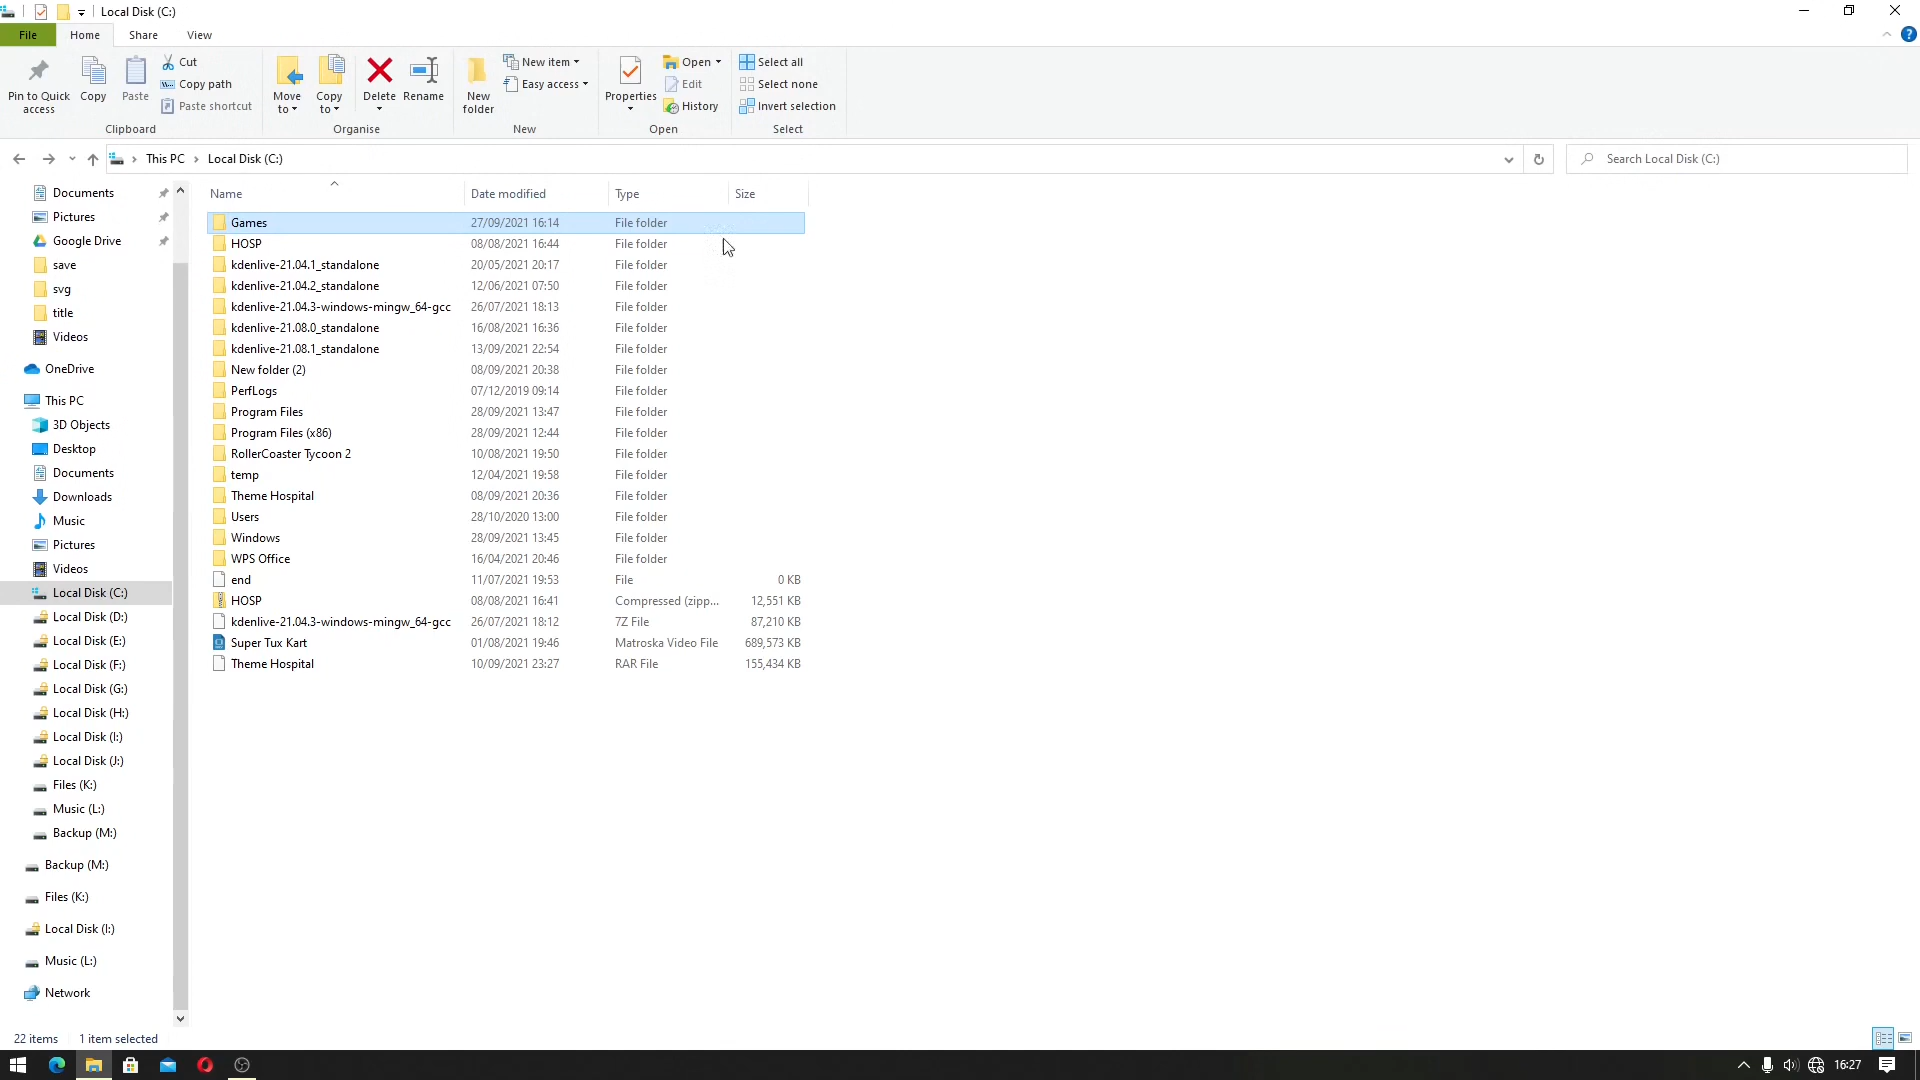 Local Disk (C:)
File Home Share View
Pin to Quick access
Copy
Paste
Cut
Copy path
Paste shortcut
Clipboard
Move to
Copy to
Delete
Rename
Organise
New folder
New item
Easy access
New
Properties
Open
Edit
History
Open
Select all
Select none
Invert selection
Select
This PC › Local Disk (C:)
Search Local Disk (C:)
Documents
Pictures
Google Drive
save
svg
title
Videos
OneDrive
This PC
3D Objects
Desktop
Documents
Downloads
Music
Pictures
Videos
Local Disk (C:)
Local Disk (D:)
Local Disk (E:)
Local Disk (F:)
Local Disk (G:)
Local Disk (H:)
Local Disk (I:)
Local Disk (J:)
Files (K:)
Music (L:)
Backup (M:)
Backup (M:)
Files (K:)
Local Disk (I:)
Music (L:)
Network
Name Date modified Type Size
Games 27/09/2021 16:14 File folder
HOSP 08/08/2021 16:44 File folder
kdenlive-21.04.1_standalone 20/05/2021 20:17 File folder
kdenlive-21.04.2_standalone 12/06/2021 07:50 File folder
kdenlive-21.04.3-windows-mingw_64-gcc 26/07/2021 18:13 File folder
kdenlive-21.08.0_standalone 16/08/2021 16:36 File folder
kdenlive-21.08.1_standalone 13/09/2021 22:54 File folder
New folder (2) 08/09/2021 20:38 File folder
PerfLogs 07/12/2019 09:14 File folder
Program Files 28/09/2021 13:47 File folder
Program Files (x86) 28/09/2021 12:44 File folder
RollerCoaster Tycoon 2 10/08/2021 19:50 File folder
temp 12/04/2021 19:58 File folder
Theme Hospital 08/09/2021 20:36 File folder
Users 28/10/2020 13:00 File folder
Windows 28/09/2021 13:45 File folder
WPS Office 16/04/2021 20:46 File folder
end 11/07/2021 19:53 File 0 KB
HOSP 08/08/2021 16:41 Compressed (zipp... 12,551 KB
kdenlive-21.04.3-windows-mingw_64-gcc 26/07/2021 18:12 7Z File 87,210 KB
Super Tux Kart 01/08/2021 19:46 Matroska Video File 689,573 KB
Theme Hospital 10/09/2021 23:27 RAR File 155,434 KB
22 items 1 item selected
16:27